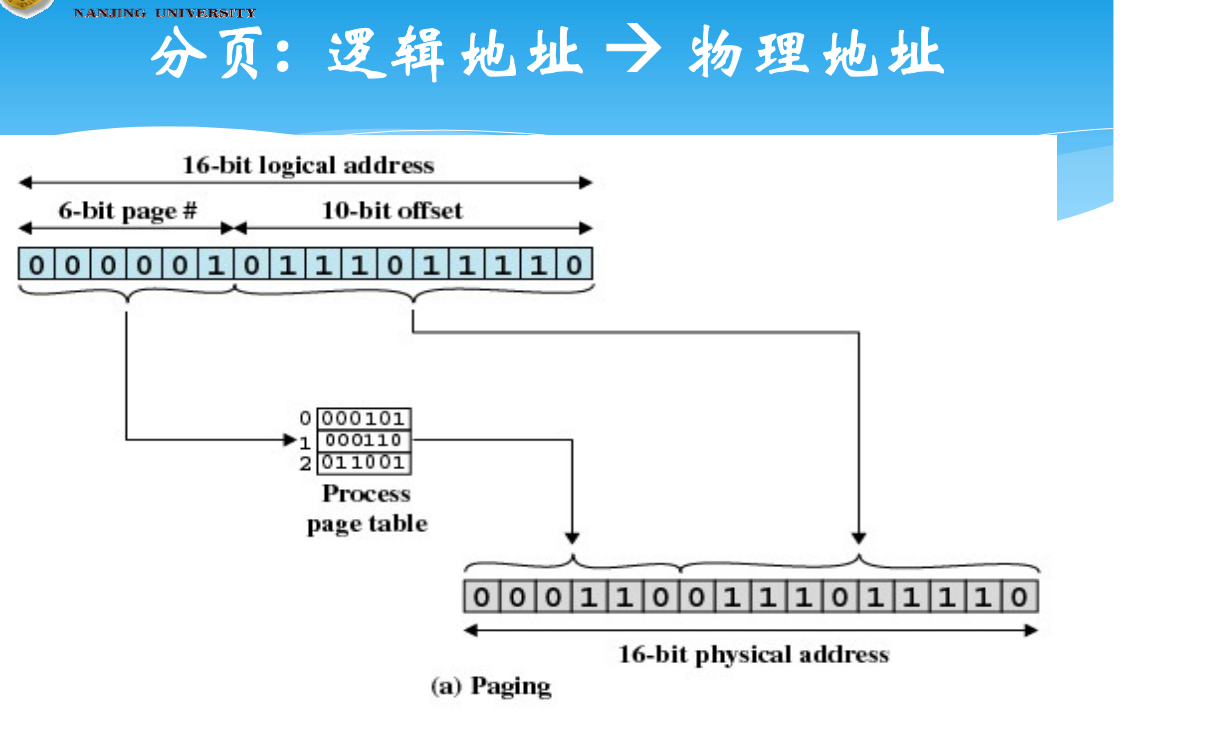 NANJING UNIVERSITY
分页: 逻辑地址 → 物理地址
16-bit logical address
6-bit page # 10-bit offset
0 0 0 0 0 1 0 1 1 1 0 1 1 1 1 0
0 000101
1 000110
2 011001
Process
page table
0 0 0 1 1 0 0 1 1 1 0 1 1 1 1 0
16-bit physical address
(a) Paging